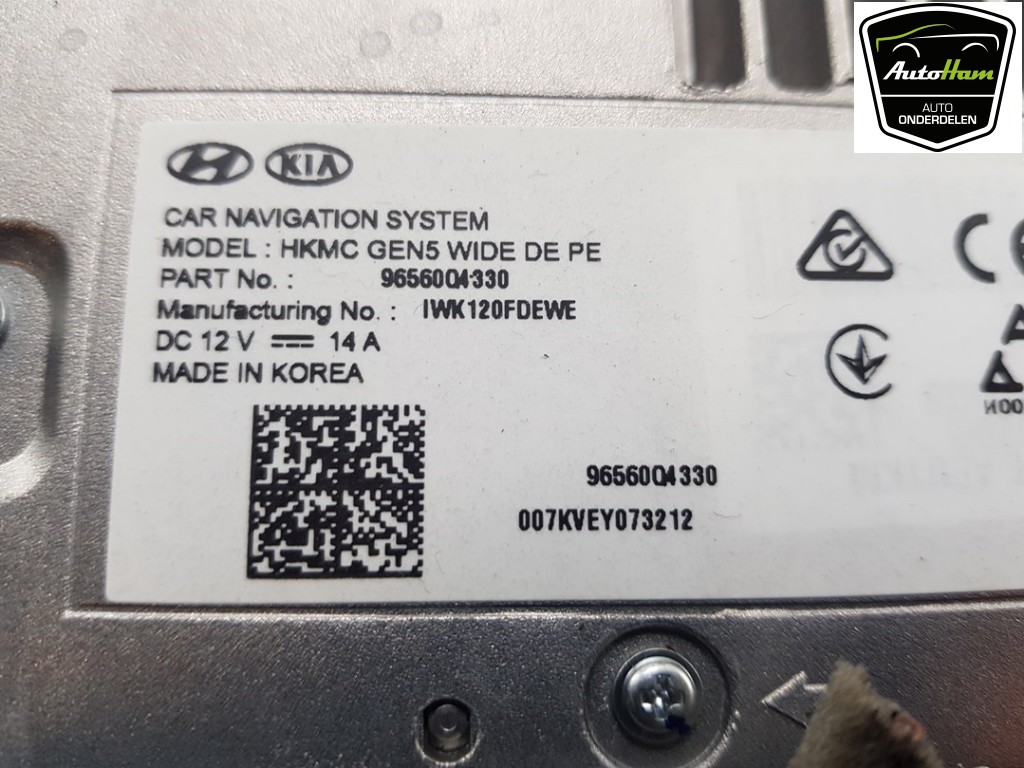 AutoHam
AUTO
ONDERDELEN
KIA
CAR NAVIGATION SYSTEM
MODEL : HKMC GEN5 WIDE DE PE
PART No. : 96560Q4330
Manufacturing No. : IWK120FDEWE
DC 12 V 14 A
MADE IN KOREA
CE
96560Q4330
007KVEY073212